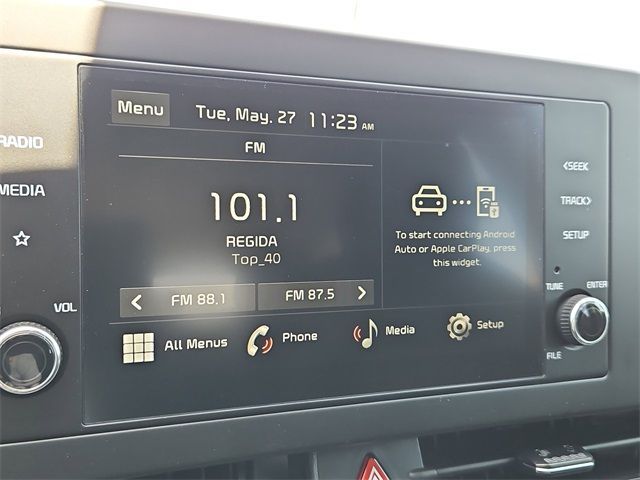 RADIO
MEDIA
VOL
Menu
Tue, May. 27 11:23 AM
FM
101.1
REGIDA
Top_40
< FM 88.1
FM 87.5 >
To start connecting Android
Auto or Apple CarPlay, press
this widget.
All Menus
Phone
Media
Setup
<SEEK
TRACK>
SETUP
TUNE
ENTER
FILE